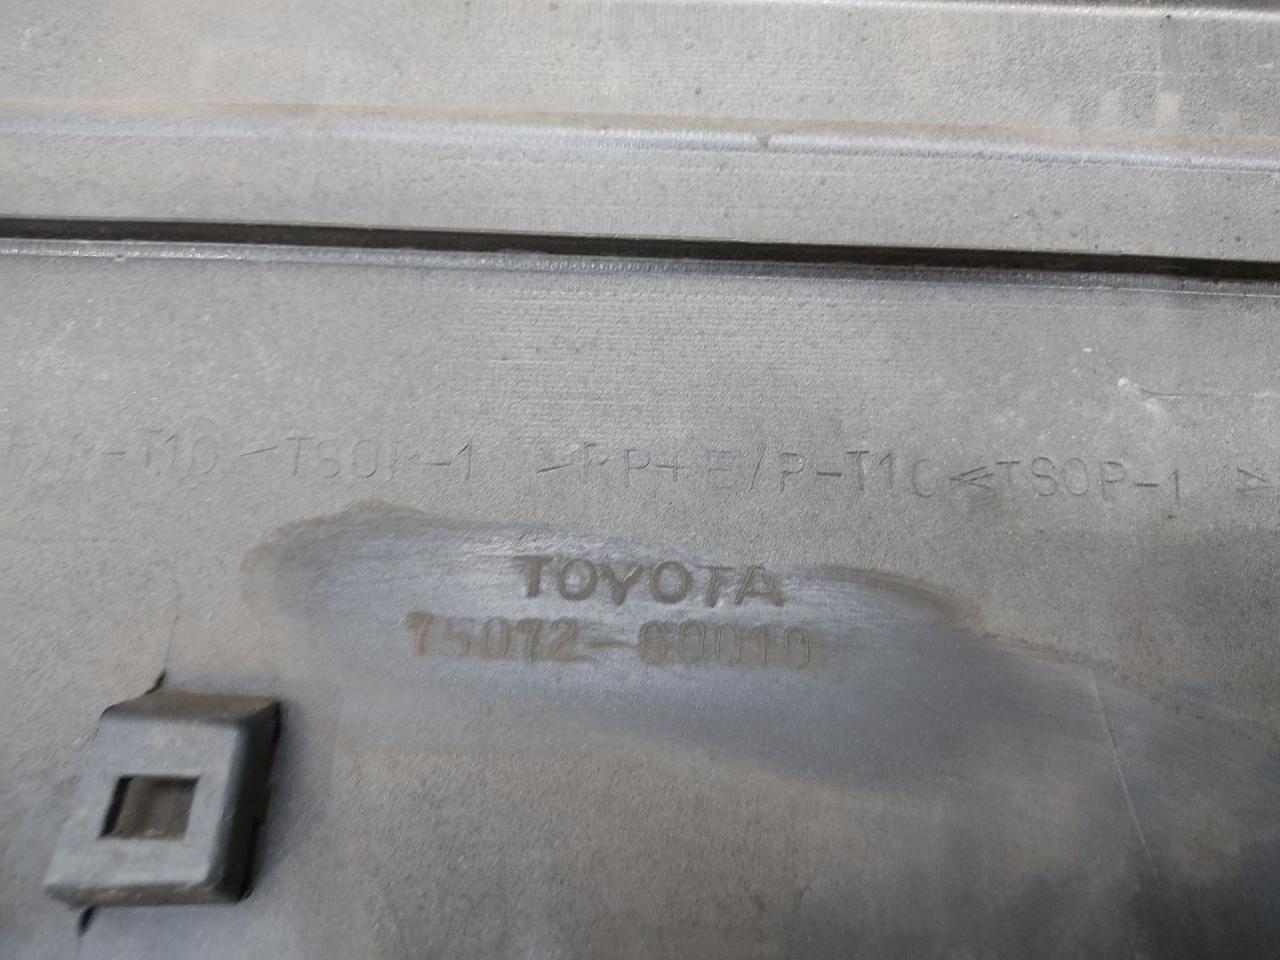 E/P-T10< TSOP-1 >PP+E/P-T10< TSOP-1 >
TOYOTA
75072-60010